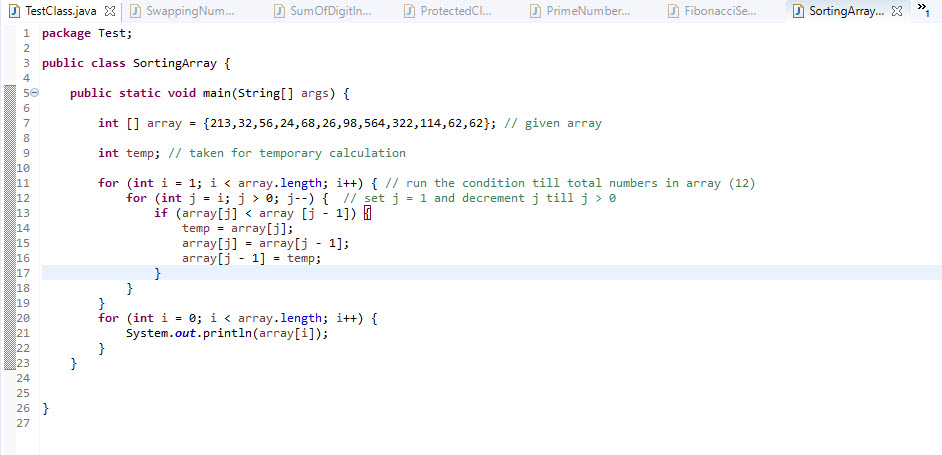 TestClass.java SwappingNum... SumOfDigitIn... ProtectedCl... PrimeNumber... FibonacciSe... SortingArray... »1
1 package Test;
2
3 public class SortingArray {
4
5 public static void main(String[] args) {
6
7 int [] array = {213,32,56,24,68,26,98,564,322,114,62,62}; // given array
8
9 int temp; // taken for temporary calculation
10
11 for (int i = 1; i < array.length; i++) { // run the condition till total numbers in array (12)
12 for (int j = i; j > 0; j--) { // set j = 1 and decrement j till j > 0
13 if (array[j] < array [j - 1]) {
14 temp = array[j];
15 array[j] = array[j - 1];
16 array[j - 1] = temp;
17 }
18 }
19 }
20 for (int i = 0; i < array.length; i++) {
21 System.out.println(array[i]);
22 }
23 }
24
25
26 }
27